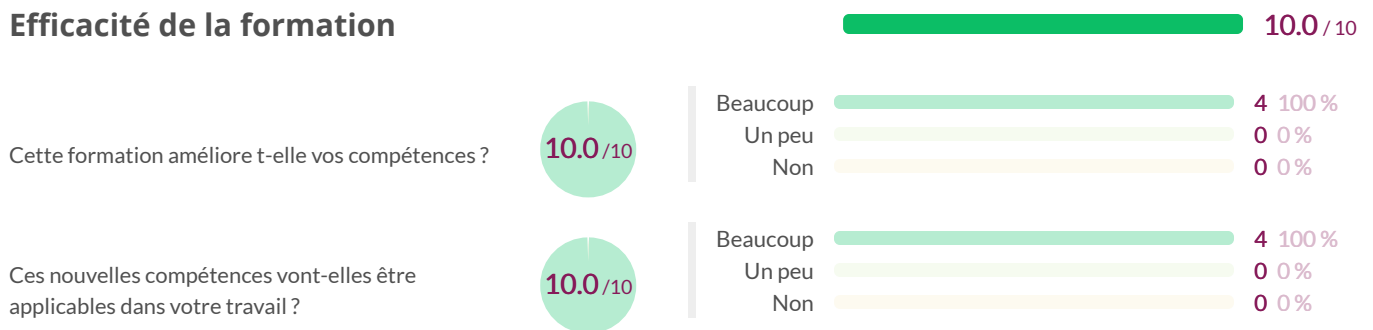 Efficacité de la formation
10.0 / 10
Cette formation améliore t-elle vos compétences ?
10.0 /10
Beaucoup 4 100 %
Un peu 0 0 %
Non 0 0 %
Ces nouvelles compétences vont-elles être
applicables dans votre travail ?
10.0 /10
Beaucoup 4 100 %
Un peu 0 0 %
Non 0 0 %